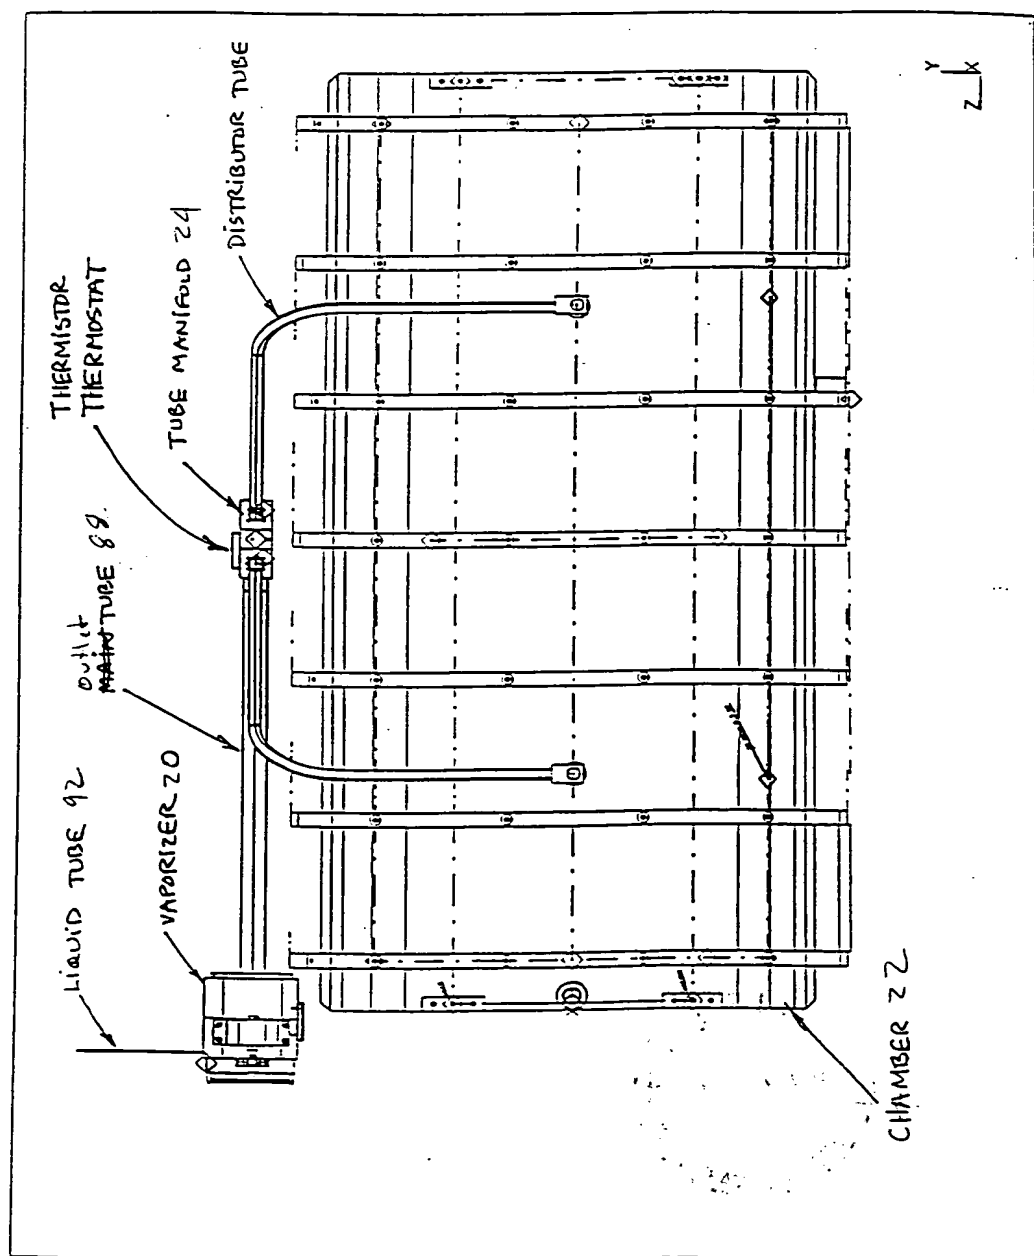 LIQUID TUBE 92
VAPORIZER 20
Outlet
MAIN TUBE 88.
THERMISTOR
THERMOSTAT
TUBE MANIFOLD 24
DISTRIBUTOR TUBE
CHAMBER 22
Y
Z X